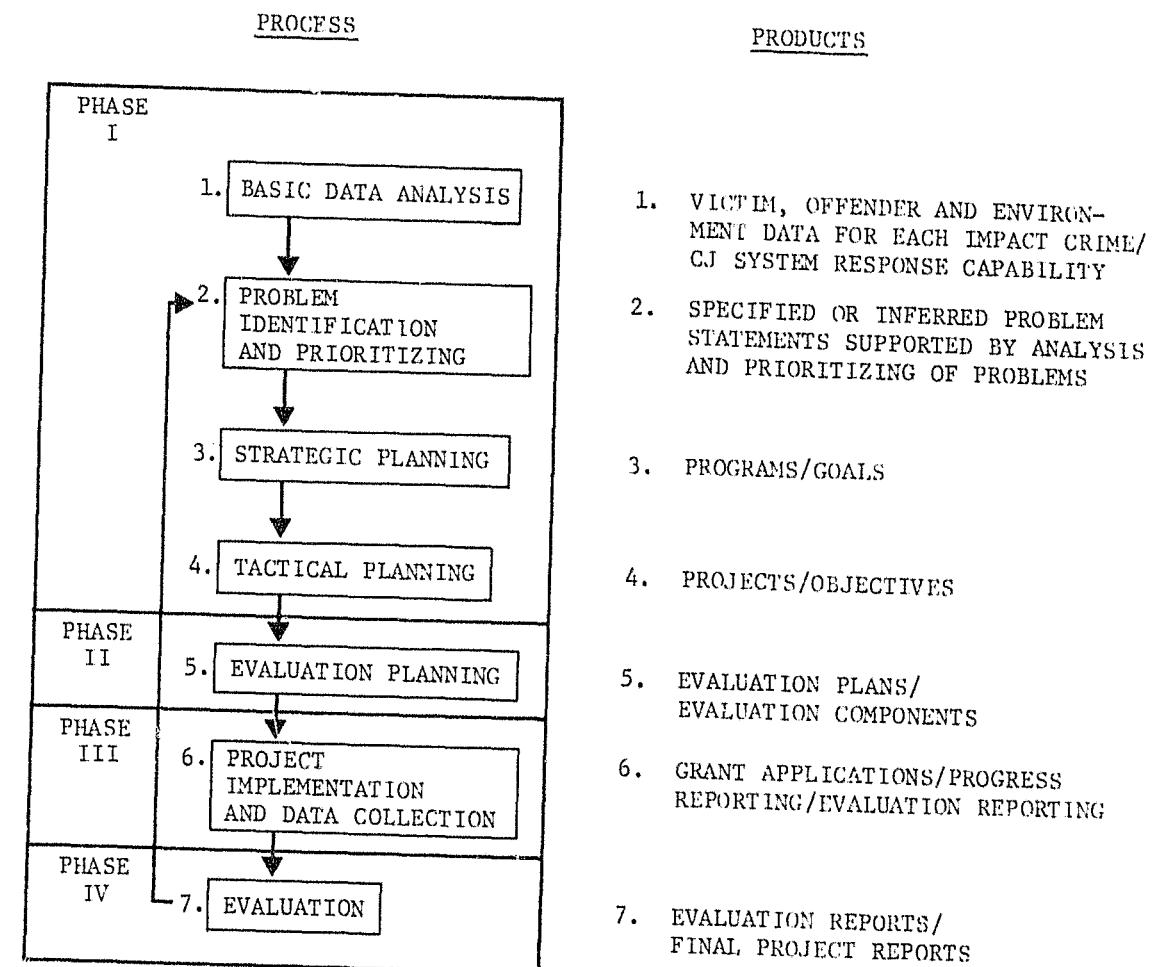 PROCESS
PRODUCTS
PHASE
I
1. BASIC DATA ANALYSIS
2. PROBLEM
IDENTIFICATION
AND PRIORITIZING
3. STRATEGIC PLANNING
4. TACTICAL PLANNING
PHASE
II
5. EVALUATION PLANNING
PHASE
III
6. PROJECT
IMPLEMENTATION
AND DATA COLLECTION
PHASE
IV
7. EVALUATION
1. VICTIM, OFFENDER AND ENVIRON-
MENT DATA FOR EACH IMPACT CRIME/
CJ SYSTEM RESPONSE CAPABILITY
2. SPECIFIED OR INFERRED PROBLEM
STATEMENTS SUPPORTED BY ANALYSIS
AND PRIORITIZING OF PROBLEMS
3. PROGRAMS/GOALS
4. PROJECTS/OBJECTIVES
5. EVALUATION PLANS/
EVALUATION COMPONENTS
6. GRANT APPLICATIONS/PROGRESS
REPORTING/EVALUATION REPORTING
7. EVALUATION REPORTS/
FINAL PROJECT REPORTS